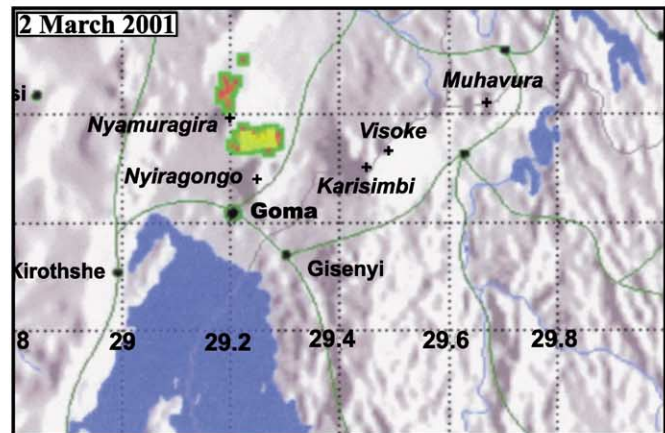 2 March 2001
si
Muhavura
Nyamuragira
Visoke
Nyiragongo
Karisimbi
Goma
Kirothshe
Gisenyi
8 29 29.2 29.4 29.6 29.8